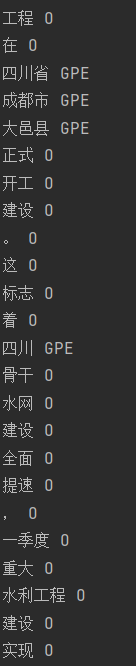 工程 O
在 O
四川省 GPE
成都市 GPE
大邑县 GPE
正式 O
开工 O
建设 O
。 O
这 O
标志 O
着 O
四川 GPE
骨干 O
水网 O
建设 O
全面 O
提速 O
， O
一季度 O
重大 O
水利工程 O
建设 O
实现 O